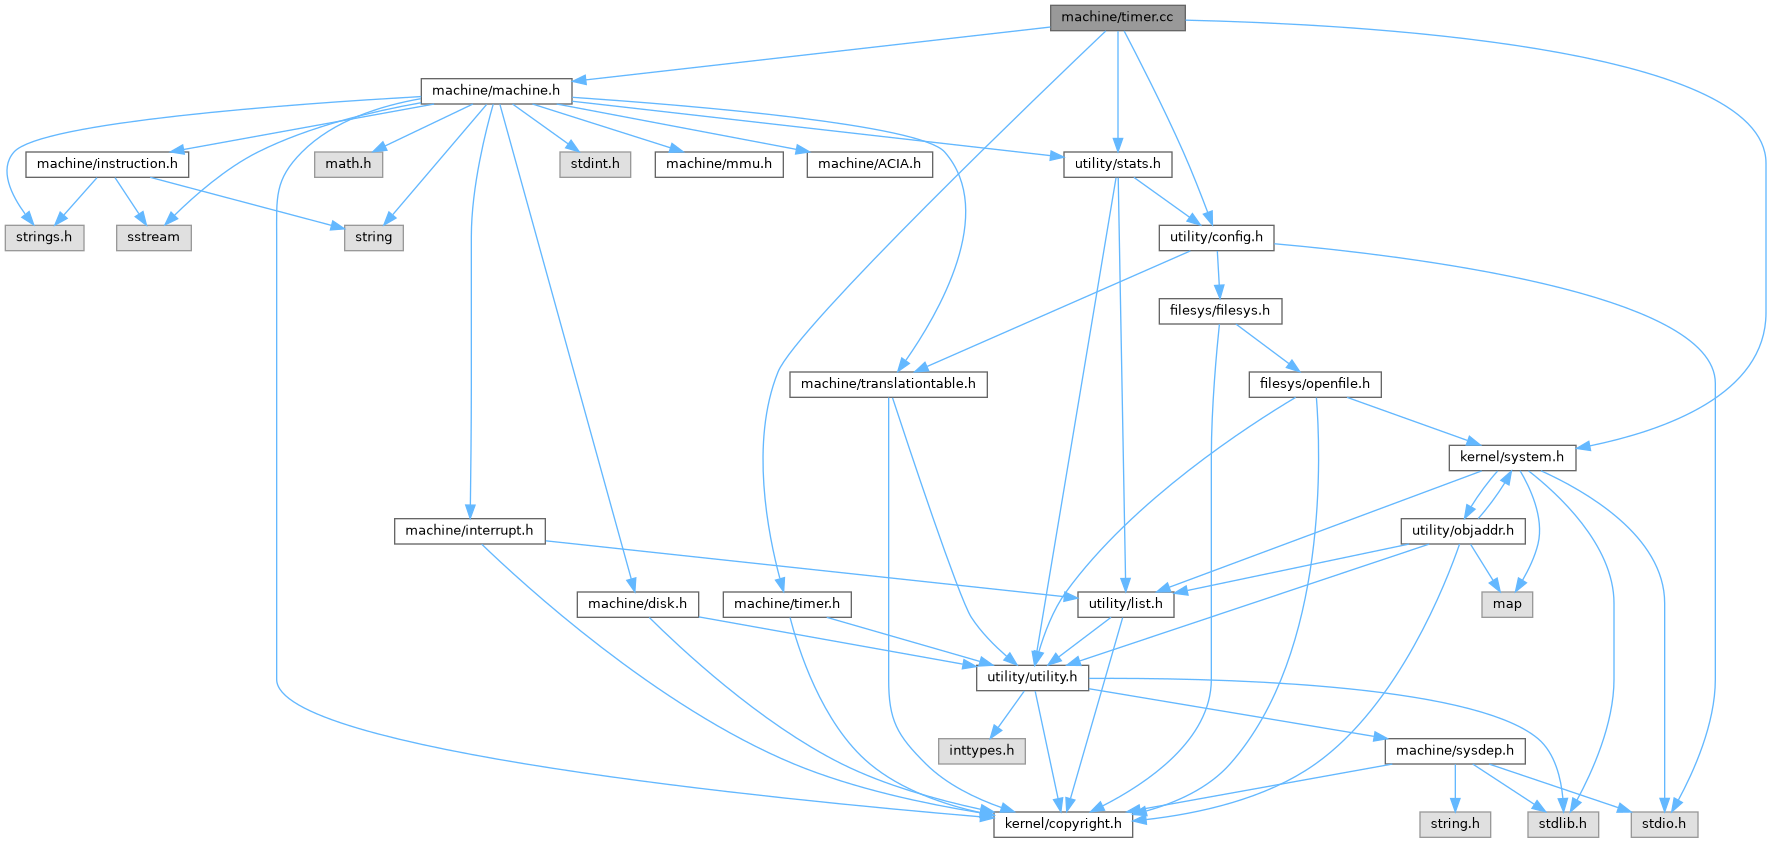 machine/timer.cc
machine/machine.h
machine/instruction.h
math.h
stdint.h
machine/mmu.h
machine/ACIA.h
utility/stats.h
strings.h
sstream
string
utility/config.h
filesys/filesys.h
machine/translationtable.h
filesys/openfile.h
kernel/system.h
machine/interrupt.h
utility/objaddr.h
machine/disk.h
machine/timer.h
utility/list.h
map
utility/utility.h
inttypes.h
machine/sysdep.h
kernel/copyright.h
string.h
stdlib.h
stdio.h